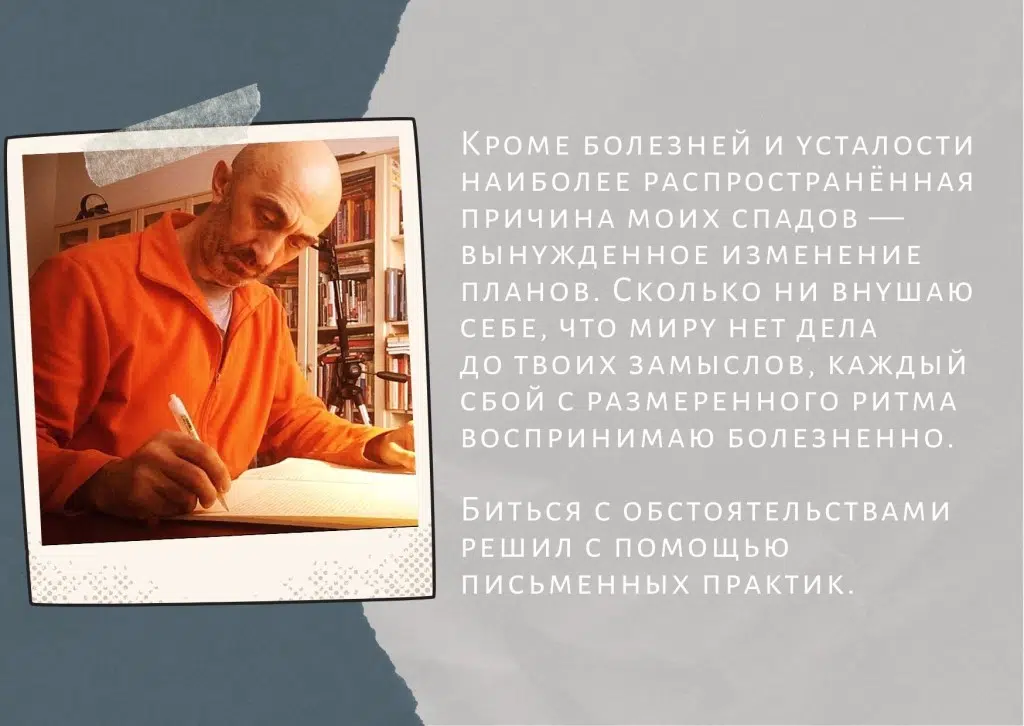 Кроме болезней и усталости
наиболее распространённая
причина моих спадов —
вынужденное изменение
планов. Сколько ни внушаю
себе, что миру нет дела
до твоих замыслов, каждый
сбой с размеренного ритма
воспринимаю болезненно.
Биться с обстоятельствами
решил с помощью
письменных практик.